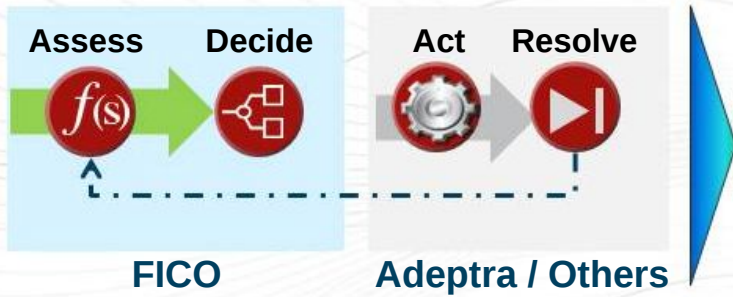 Assess Decide Act Resolve
f(s)
FICO Adeptra / Others